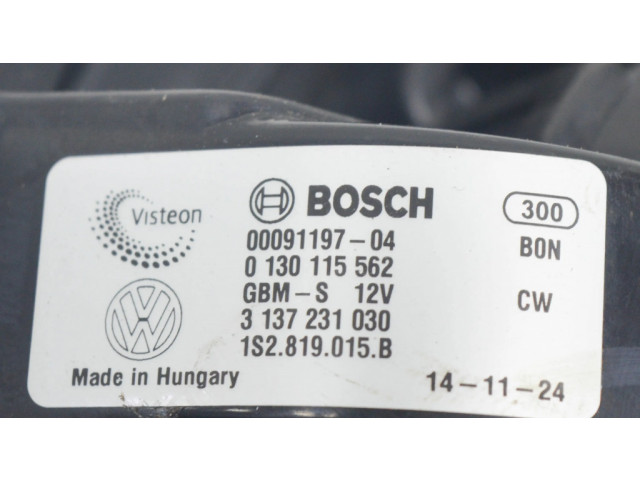 Visteon
BOSCH
300
00091197-04
BON
0 130 115 562
GBM-S 12V
CW
3 137 231 030
1S2.819.015.B
Made in Hungary
14-11-24